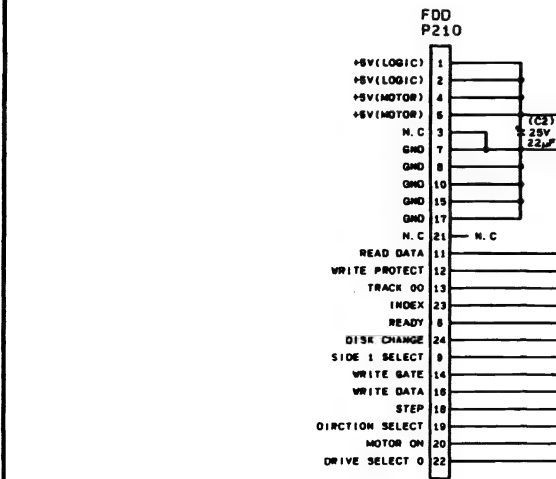 FDD
P210
+5V(LOGIC) 1
+5V(LOGIC) 2
+5V(MOTOR) 4
+5V(MOTOR) 5
N.C 3
GND 7
GND 8
GND 10
GND 15
GND 17
N.C 21 N.C
READ DATA 11
WRITE PROTECT 12
TRACK 00 13
INDEX 23
READY 6
DISK CHANGE 24
SIDE 1 SELECT 9
WRITE GATE 14
WRITE DATA 16
STEP 18
DIRCTION SELECT 19
MOTOR ON 20
DRIVE SELECT 0 22
(C2)
25V
22μF